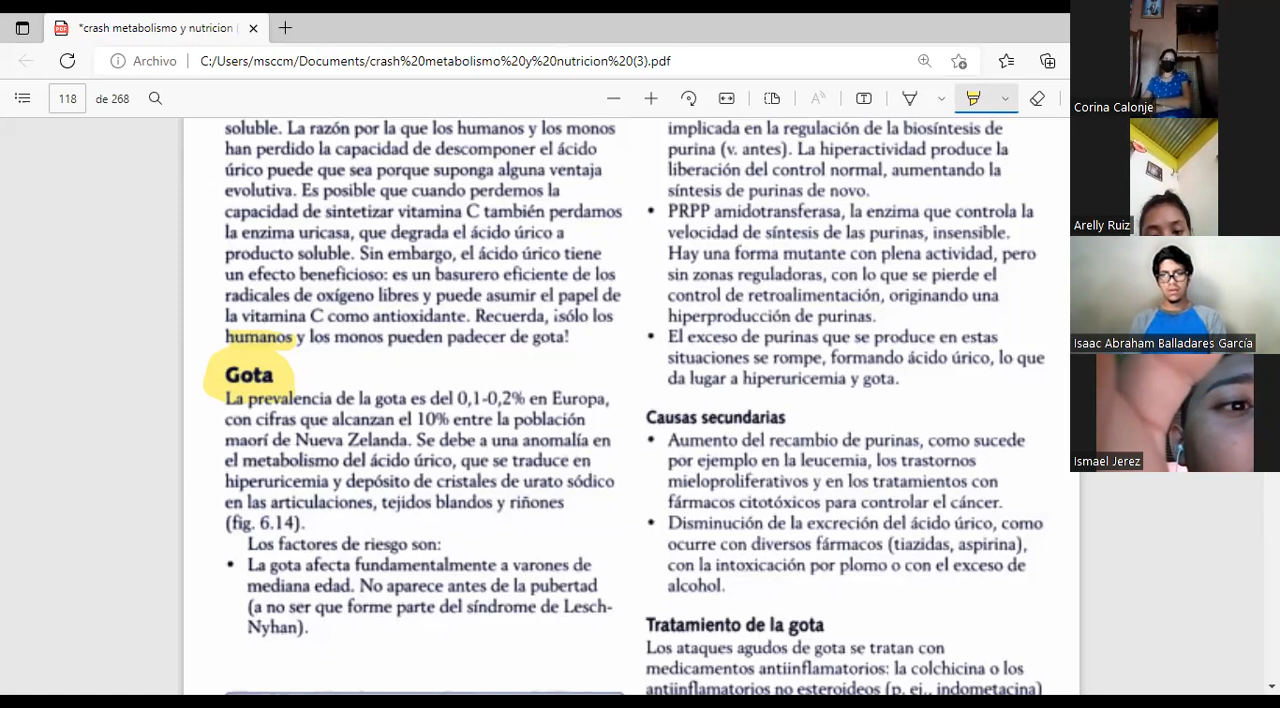 *crash metabolismo y nutricion (
Archivo
C:/Users/msccm/Documents/crash%20metabolismo%20y%20nutricion%20(3).pdf
118 de 268
soluble. La razón por la que los humanos y los monos
han perdido la capacidad de descomponer el ácido
úrico puede que sea porque suponga alguna ventaja
evolutiva. Es posible que cuando perdemos la
capacidad de sintetizar vitamina C también perdamos
la enzima uricasa, que degrada el ácido úrico a
producto soluble. Sin embargo, el ácido úrico tiene
un efecto beneficioso: es un basurero eficiente de los
radicales de oxígeno libres y puede asumir el papel de
la vitamina C como antioxidante. Recuerda, ¡sólo los
humanos y los monos pueden padecer de gota!
Gota
La prevalencia de la gota es del 0,1-0,2% en Europa,
con cifras que alcanzan el 10% entre la población
maorí de Nueva Zelanda. Se debe a una anomalía en
el metabolismo del ácido úrico, que se traduce en
hiperuricemia y depósito de cristales de urato sódico
en las articulaciones, tejidos blandos y riñones
(fig. 6.14).
Los factores de riesgo son:
• La gota afecta fundamentalmente a varones de
mediana edad. No aparece antes de la pubertad
(a no ser que forme parte del síndrome de Lesch-
Nyhan).
implicada en la regulación de la biosíntesis de
purina (v. antes). La hiperactividad produce la
liberación del control normal, aumentando la
síntesis de purinas de novo.
• PRPP amidotransferasa, la enzima que controla la
velocidad de síntesis de las purinas, insensible.
Hay una forma mutante con plena actividad, pero
sin zonas reguladoras, con lo que se pierde el
control de retroalimentación, originando una
hiperproducción de purinas.
• El exceso de purinas que se produce en estas
situaciones se rompe, formando ácido úrico, lo que
da lugar a hiperuricemia y gota.
Causas secundarias
• Aumento del recambio de purinas, como sucede
por ejemplo en la leucemia, los trastornos
mieloproliferativos y en los tratamientos con
fármacos citotóxicos para controlar el cáncer.
• Disminución de la excreción del ácido úrico, como
ocurre con diversos fármacos (tiazidas, aspirina),
con la intoxicación por plomo o con el exceso de
alcohol.
Tratamiento de la gota
Los ataques agudos de gota se tratan con
medicamentos antiinflamatorios: la colchicina o los
antiinflamatorios no esteroideos (p. ej., indometacina)
Corina Calonje
Arelly Ruiz
Isaac Abraham Balladares García
Ismael Jerez